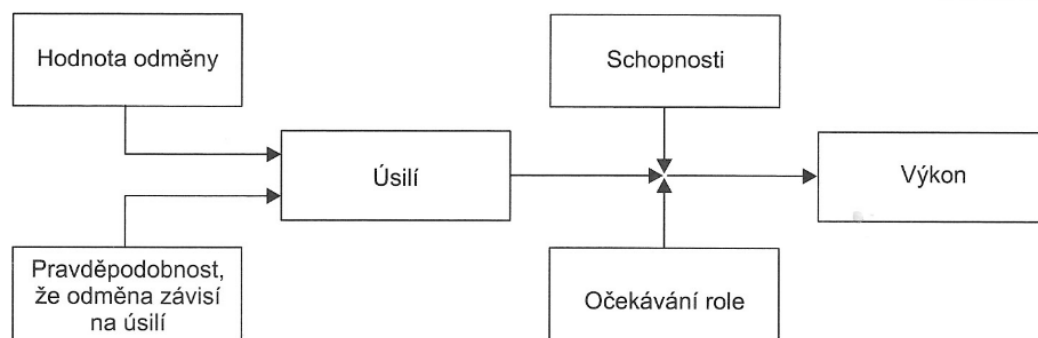 Hodnota odměny
Schopnosti
Úsilí
Výkon
Pravděpodobnost,
že odměna závisí
na úsilí
Očekávání role